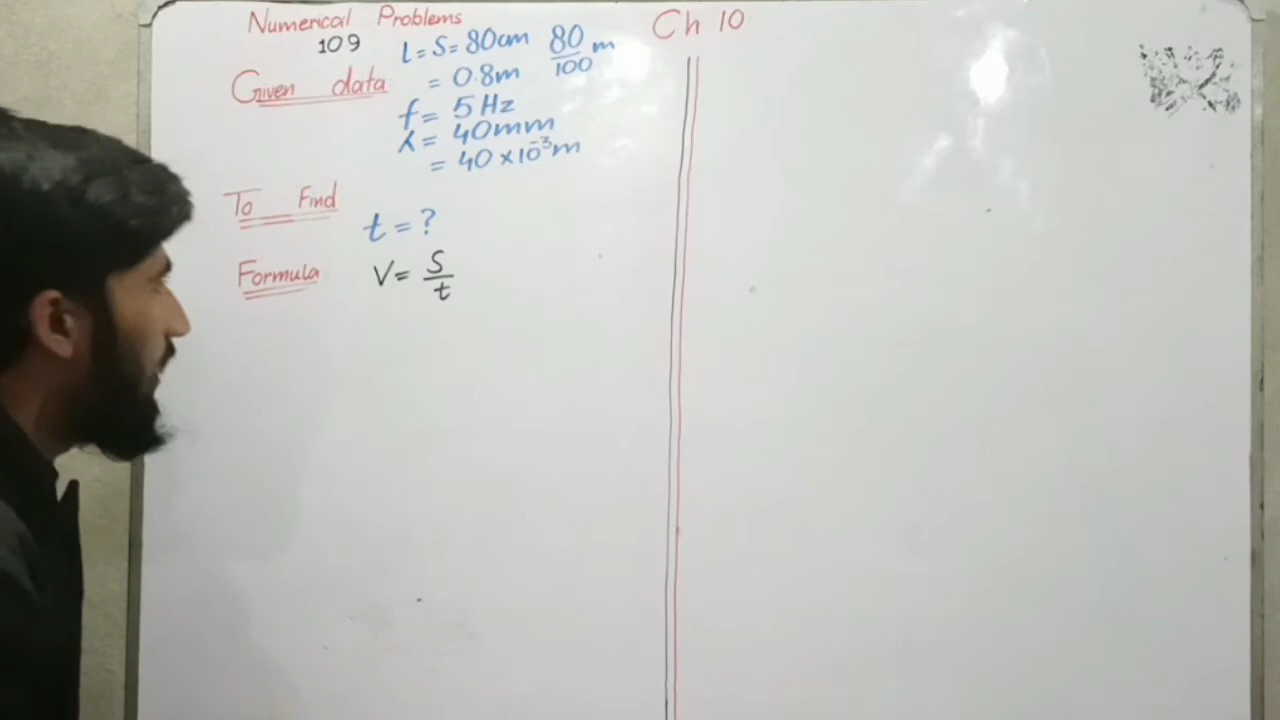 Numerical Problems
Ch 10
109
L = S = 80cm 80/100 m
Given data
= 0.8m
f = 5 Hz
λ = 40mm
= 40 × 10⁻³m
To Find
t = ?
Formula V = S/t